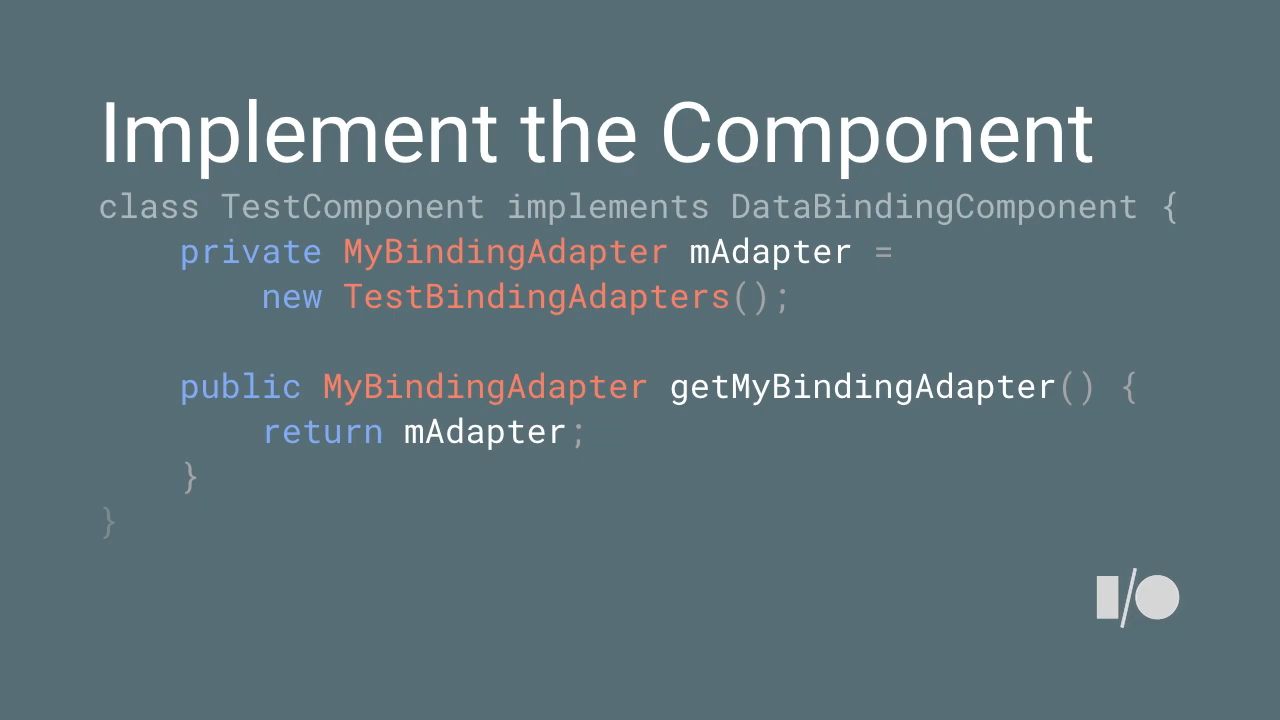 Implement the Component
class TestComponent implements DataBindingComponent {
    private MyBindingAdapter mAdapter =
        new TestBindingAdapters();
    public MyBindingAdapter getMyBindingAdapter() {
        return mAdapter;
    }
}
I/O